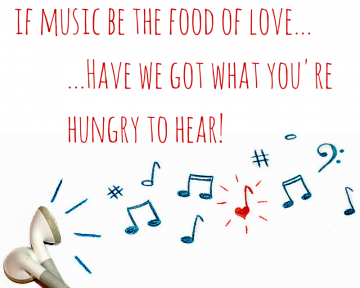 IF MUSIC BE THE FOOD OF LOVE...
...HAVE WE GOT WHAT YOU'RE
HUNGRY TO HEAR!